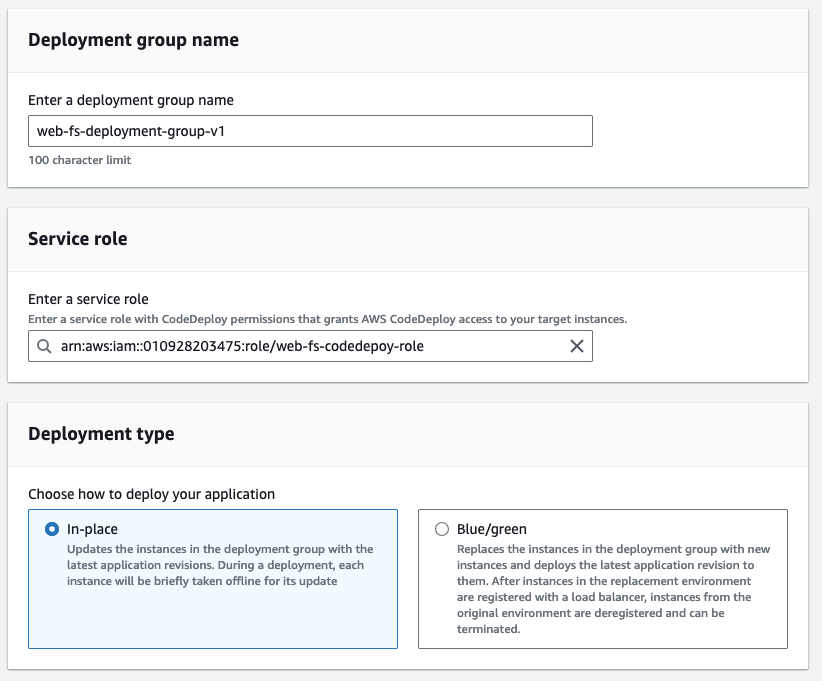 Deployment group name
Enter a deployment group name
web-fs-deployment-group-v1
100 character limit
Service role
Enter a service role
Enter a service role with CodeDeploy permissions that grants AWS CodeDeploy access to your target instances.
arn:aws:iam::010928203475:role/web-fs-codedepoy-role
Deployment type
Choose how to deploy your application
In-place
Updates the instances in the deployment group with the
latest application revisions. During a deployment, each
instance will be briefly taken offline for its update
Blue/green
Replaces the instances in the deployment group with new
instances and deploys the latest application revision to
them. After instances in the replacement environment
are registered with a load balancer, instances from the
original environment are deregistered and can be
terminated.